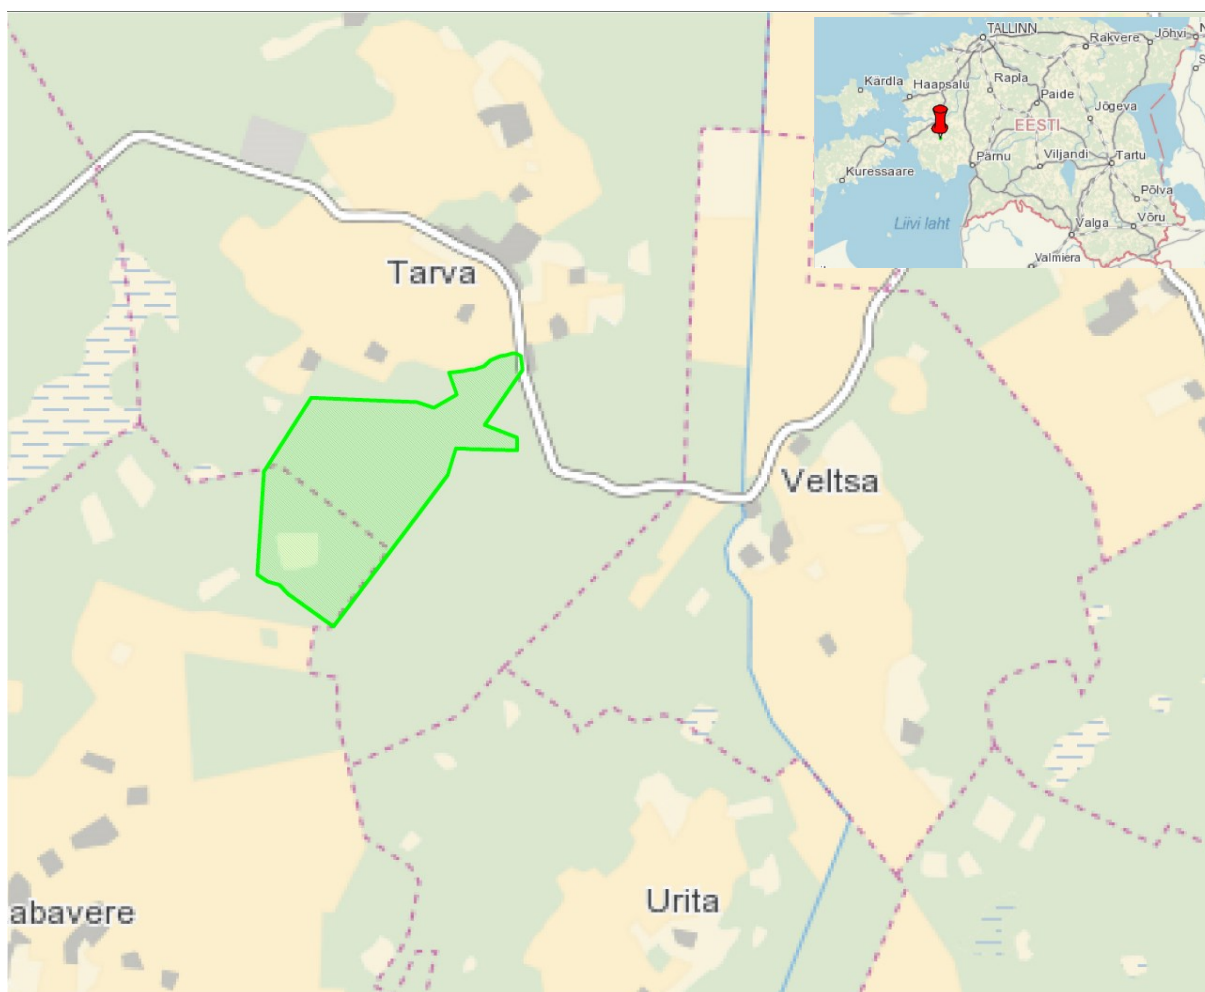 TALLINN
Rakvere
Jõhvi
N
S
Kärdla
Haapsalu
Rapla
Paide
Jõgeva
EESTI
Kuressaare
Pärnu
Viljandi
Tartu
Põlva
Liivi laht
Valga
Võru
Valmiera
Tarva
Veltsa
Urita
abavere